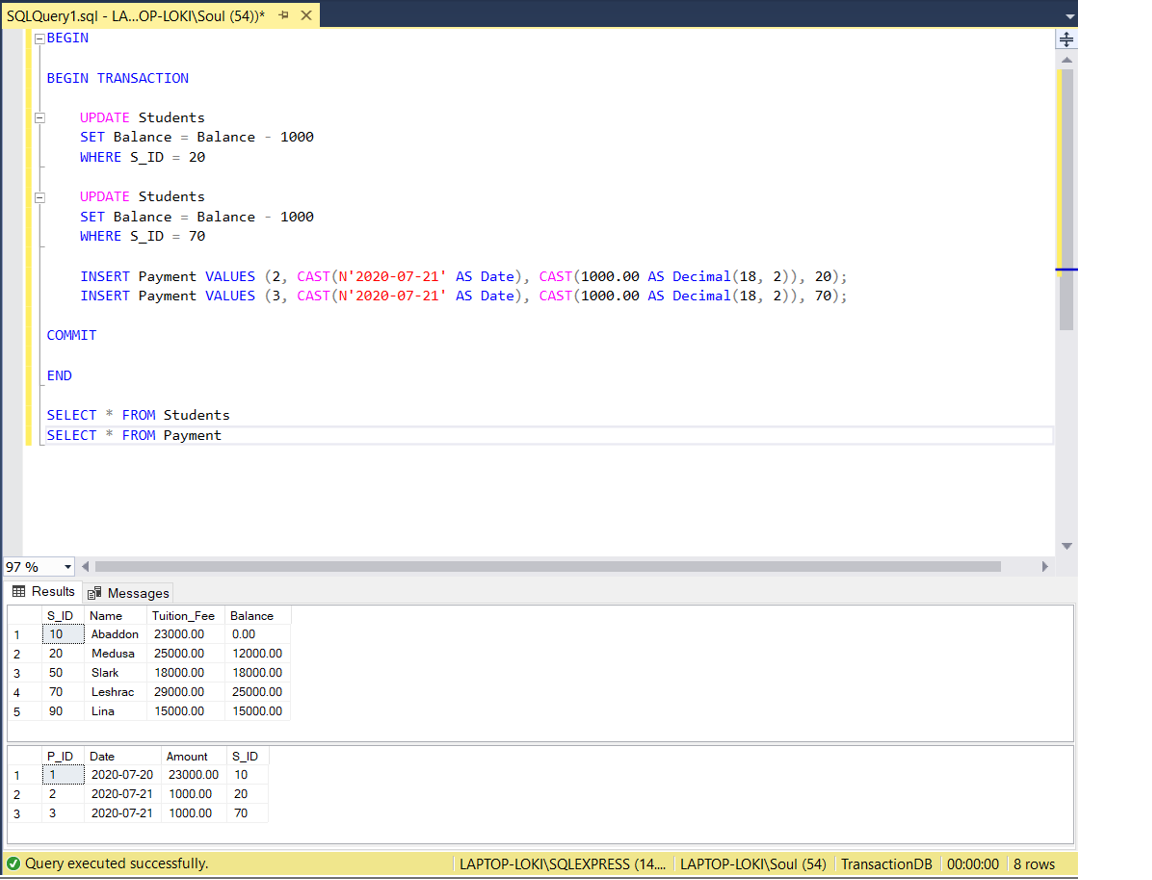 SQLQuery1.sql - LA...OP-LOKI\Soul (54))*
BEGIN
BEGIN TRANSACTION
UPDATE Students
SET Balance = Balance - 1000
WHERE S_ID = 20
UPDATE Students
SET Balance = Balance - 1000
WHERE S_ID = 70
INSERT Payment VALUES (2, CAST(N'2020-07-21' AS Date), CAST(1000.00 AS Decimal(18, 2)), 20);
INSERT Payment VALUES (3, CAST(N'2020-07-21' AS Date), CAST(1000.00 AS Decimal(18, 2)), 70);
COMMIT
END
SELECT * FROM Students
SELECT * FROM Payment
97 %
Results Messages
S_ID Name Tuition_Fee Balance
1 10 Abaddon 23000.00 0.00
2 20 Medusa 25000.00 12000.00
3 50 Slark 18000.00 18000.00
4 70 Leshrac 29000.00 25000.00
5 90 Lina 15000.00 15000.00
P_ID Date Amount S_ID
1 1 2020-07-20 23000.00 10
2 2 2020-07-21 1000.00 20
3 3 2020-07-21 1000.00 70
Query executed successfully. LAPTOP-LOKI\SQLEXPRESS (14.... LAPTOP-LOKI\Soul (54) TransactionDB 00:00:00 8 rows